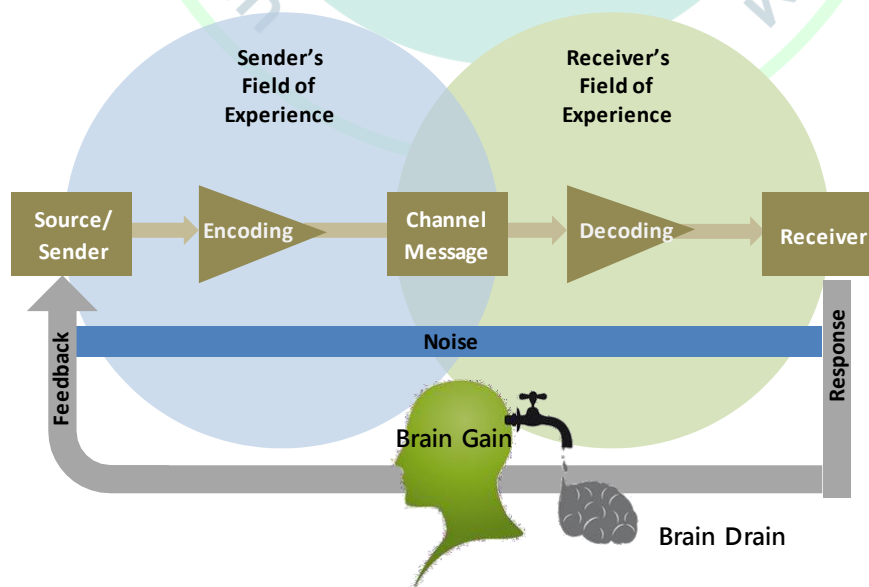 Sender's
Field of
Experience
Receiver's
Field of
Experience
Source/
Sender
Encoding
Channel
Message
Decoding
Receiver
Noise
Feedback
Response
Brain Gain
Brain Drain